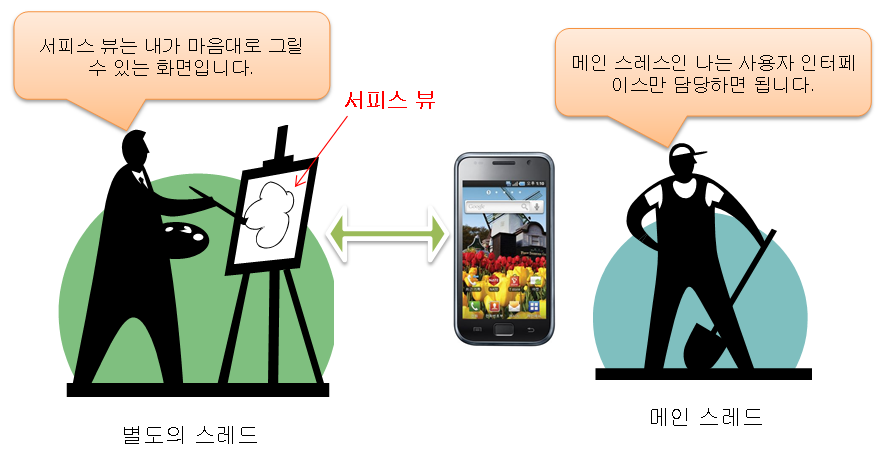 서피스 뷰는 내가 마음대로 그릴
수 있는 화면입니다.
메인 스레스인 나는 사용자 인터페
이스만 담당하면 됩니다.
서피스 뷰
Google
별도의 스레드
메인 스레드